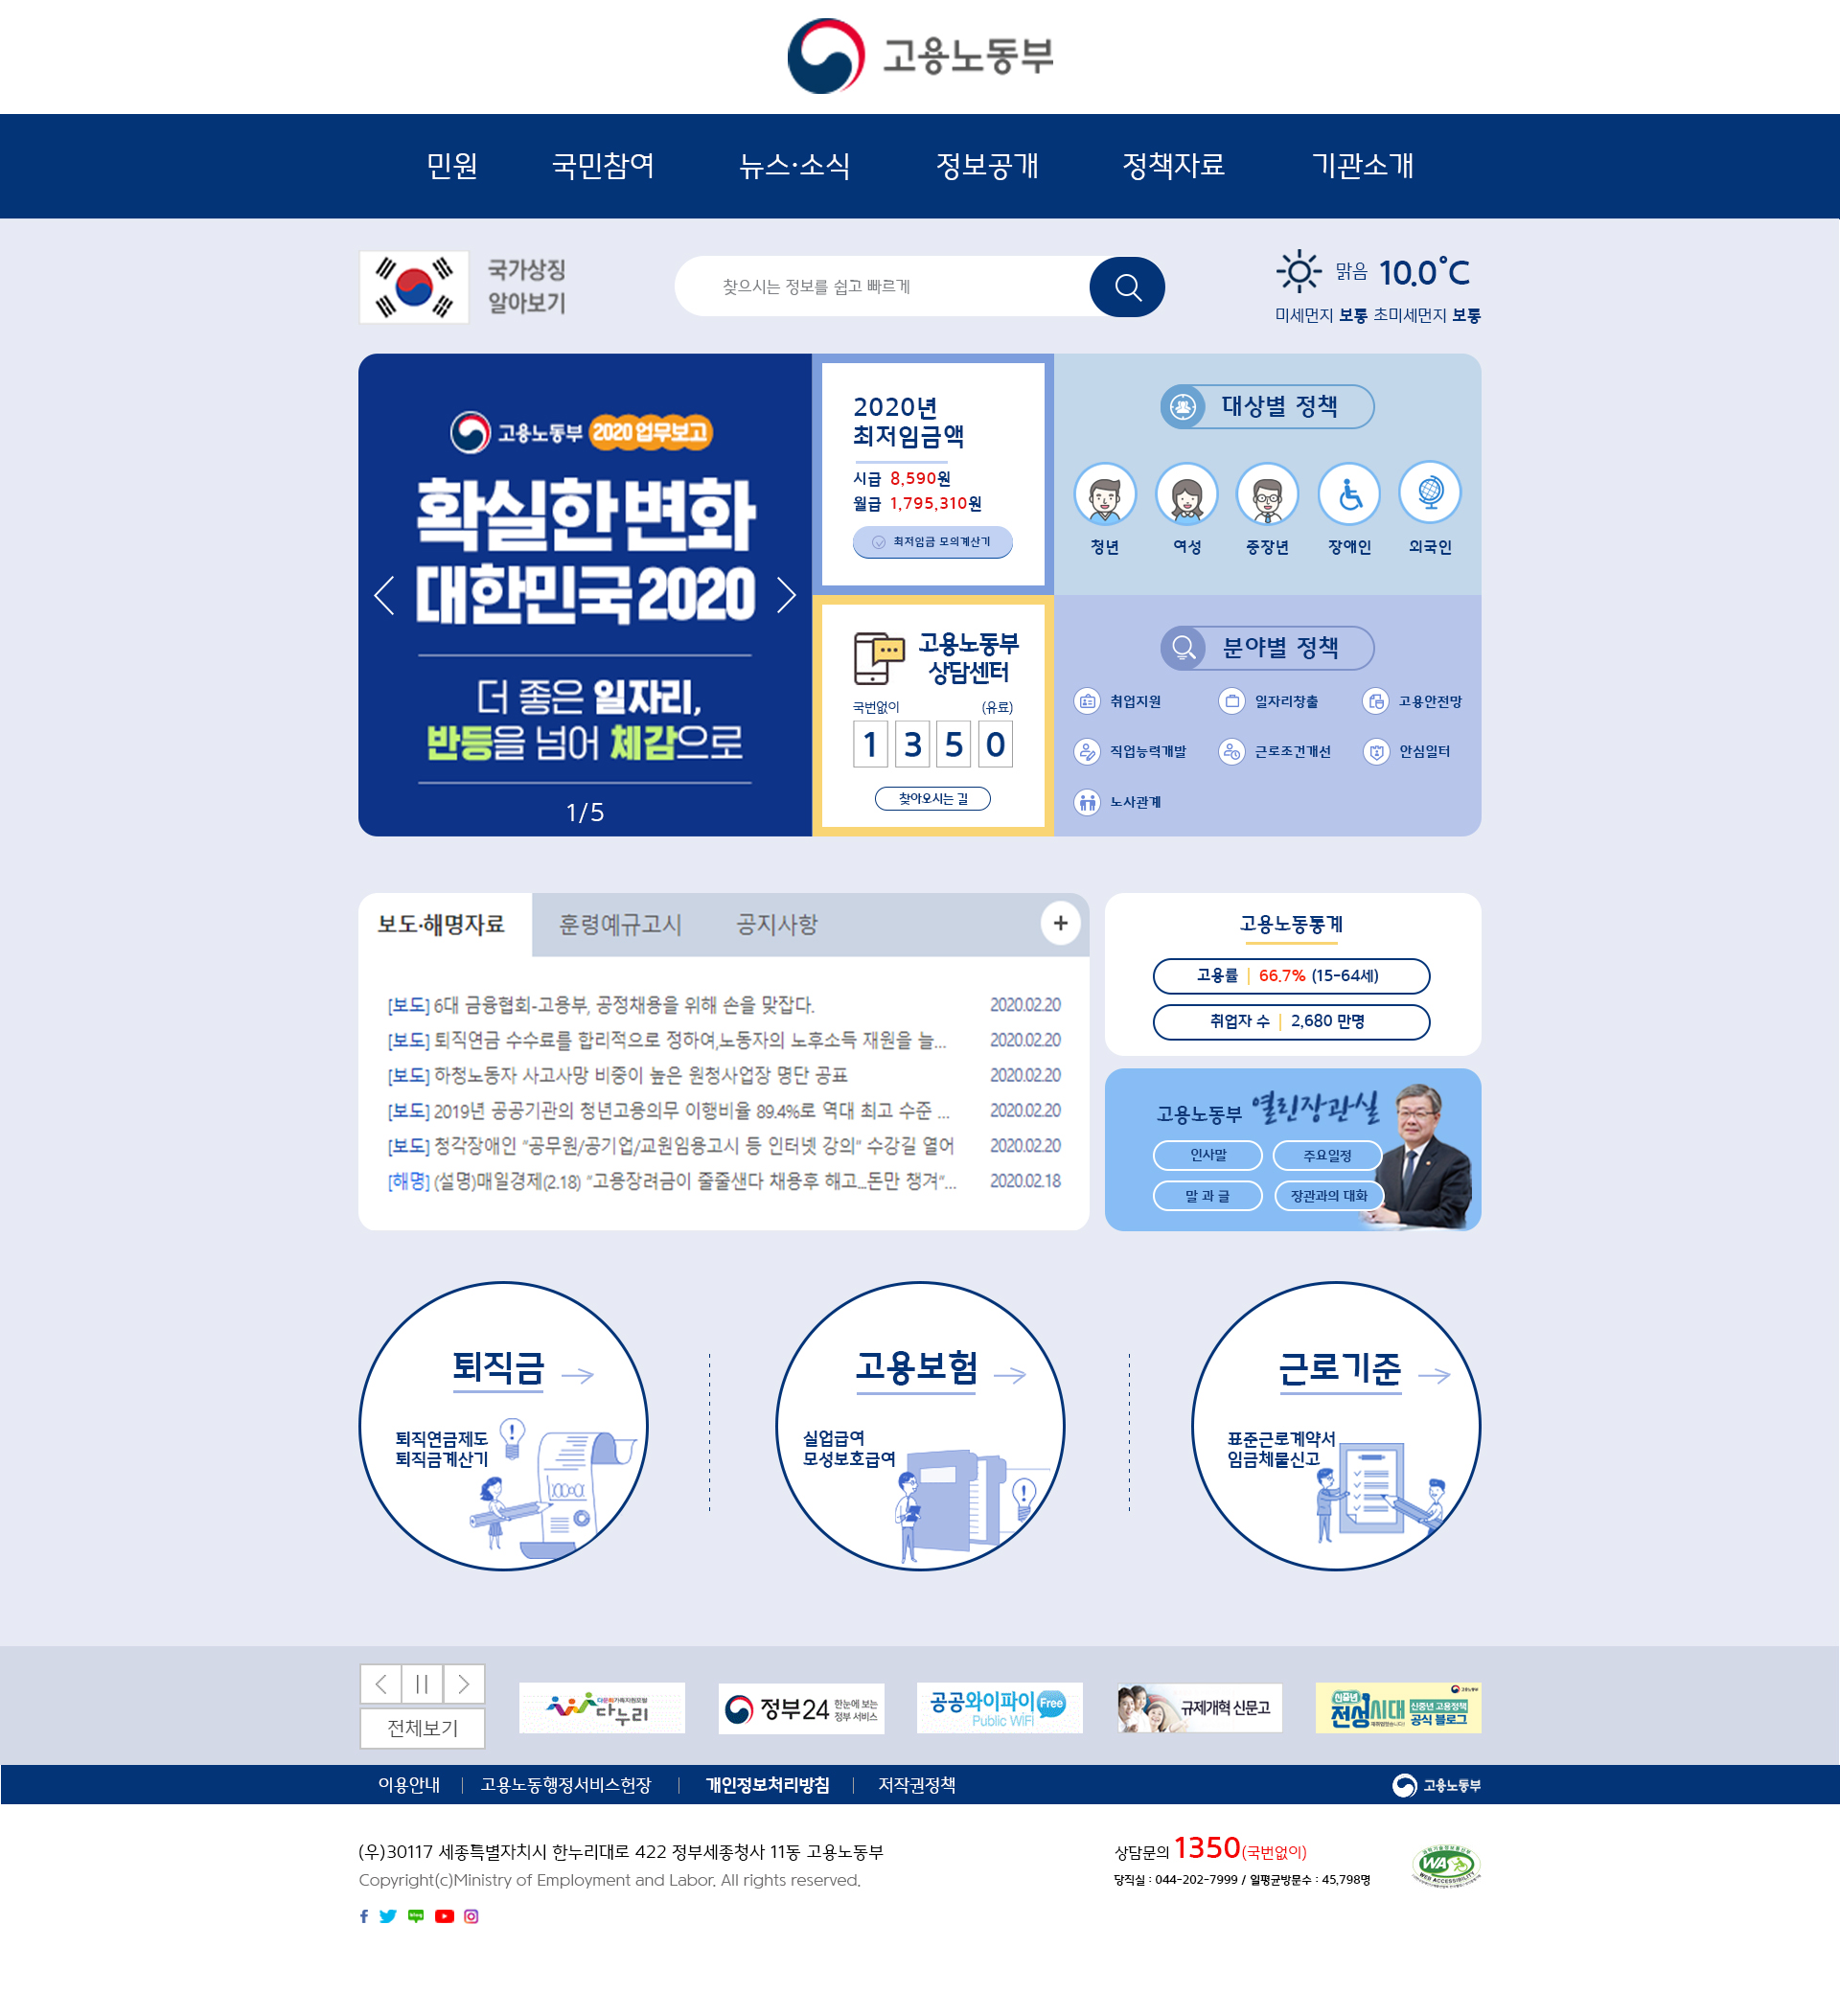 고용노동부
민원 국민참여 뉴스·소식 정보공개 정책자료 기관소개
국가상징
알아보기
찾으시는 정보를 쉽고 빠르게
맑음 10.0°C
미세먼지 보통 초미세먼지 보통
고용노동부 2020 업무보고
확실한 변화
대한민국 2020
더 좋은 일자리,
반등을 넘어 체감으로
1/5
2020년
최저임금액
시급 8,590원
월급 1,795,310원
최저임금 모의계산기
고용노동부
상담센터
국번없이 (유료)
1 3 5 0
찾아오시는 길
대상별 정책
청년 여성 중장년 장애인 외국인
분야별 정책
취업지원 일자리창출 고용안전망
직업능력개발 근로조건개선 안심일터
노사관계
보도·해명자료 훈령예규고시 공지사항 +
[보도] 6대 금융협회-고용부, 공정채용을 위해 손을 맞잡다. 2020.02.20
[보도] 퇴직연금 수수료를 합리적으로 정하여,노동자의 노후소득 재원을 늘... 2020.02.20
[보도] 하청노동자 사고사망 비중이 높은 원청사업장 명단 공표 2020.02.20
[보도] 2019년 공공기관의 청년고용의무 이행비율 89.4%로 역대 최고 수준 ... 2020.02.20
[보도] 청각장애인 "공무원/공기업/교원임용고시 등 인터넷 강의" 수강길 열어 2020.02.20
[해명] (설명)매일경제(2.18) "고용장려금이 줄줄샌다 채용후 해고...돈만 챙겨"... 2020.02.18
고용노동통계
고용률 | 66.7% (15-64세)
취업자 수 | 2,680 만명
고용노동부 열린장관실
인사말 주요일정
말 과 글 장관과의 대화
퇴직금
퇴직연금제도
퇴직금계산기
고용보험
실업급여
모성보호급여
근로기준
표준근로계약서
임금체물신고
전체보기
다문화가족지원포털
다누리
정부24 한눈에 보는
정부 서비스
공공와이파이 Free
Public WiFi
규제개혁 신문고
신중년
전성시대
신중년 고용정책
공식 블로그
이용안내 고용노동행정서비스헌장 개인정보처리방침 저작권정책 고용노동부
(우)30117 세종특별자치시 한누리대로 422 정부세종청사 11동 고용노동부
Copyright(c)Ministry of Employment and Labor. All rights reserved.
상담문의 1350(국번없이)
당직실 : 044-202-7999 / 일평균방문수 : 45,798명
WA
WEB ACCESSIBILITY
blog